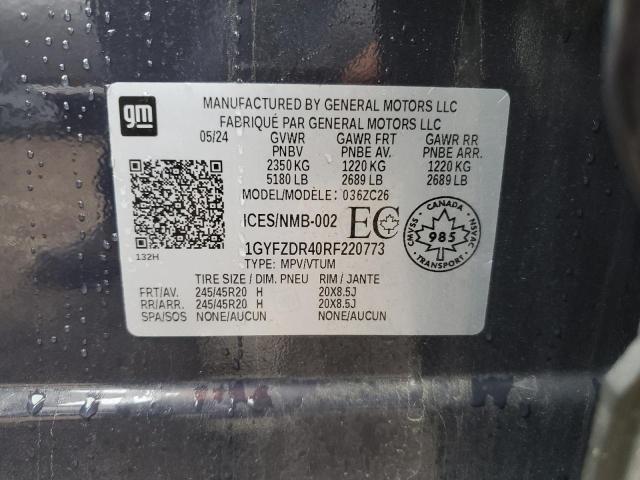 gm
MANUFACTURED BY GENERAL MOTORS LLC
FABRIQUÉ PAR GENERAL MOTORS LLC
05/24 GVWR GAWR FRT GAWR RR
PNBV PNBE AV. PNBE ARR.
2350 KG 1220 KG 1220 KG
5180 LB 2689 LB 2689 LB
MODEL/MODÈLE: 036ZC26
ICES/NMB-002 EC
CANADA
CMVSS 985 NSVAC
TRANSPORT
132H
1GYFZDR40RF220773
TYPE: MPV/VTUM
TIRE SIZE / DIM. PNEU RIM / JANTE
FRT/AV. 245/45R20 H 20X8.5J
RR/ARR. 245/45R20 H 20X8.5J
SPA/SOS NONE/AUCUN NONE/AUCUN